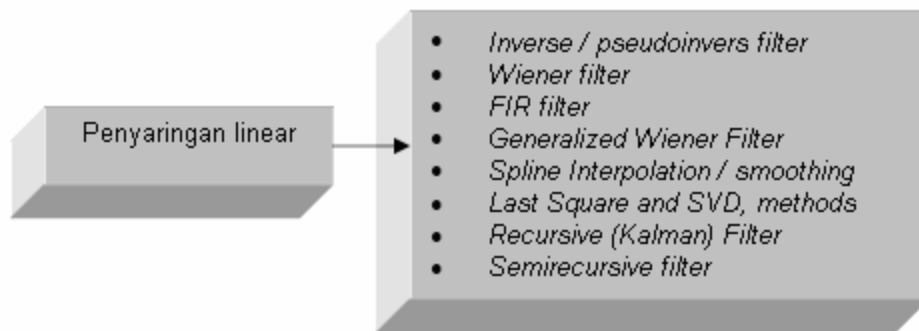 Penyaringan linear
• Inverse / pseudoinvers filter
• Wiener filter
• FIR filter
• Generalized Wiener Filter
• Spline Interpolation / smoothing
• Last Square and SVD, methods
• Recursive (Kalman) Filter
• Semirecursive filter